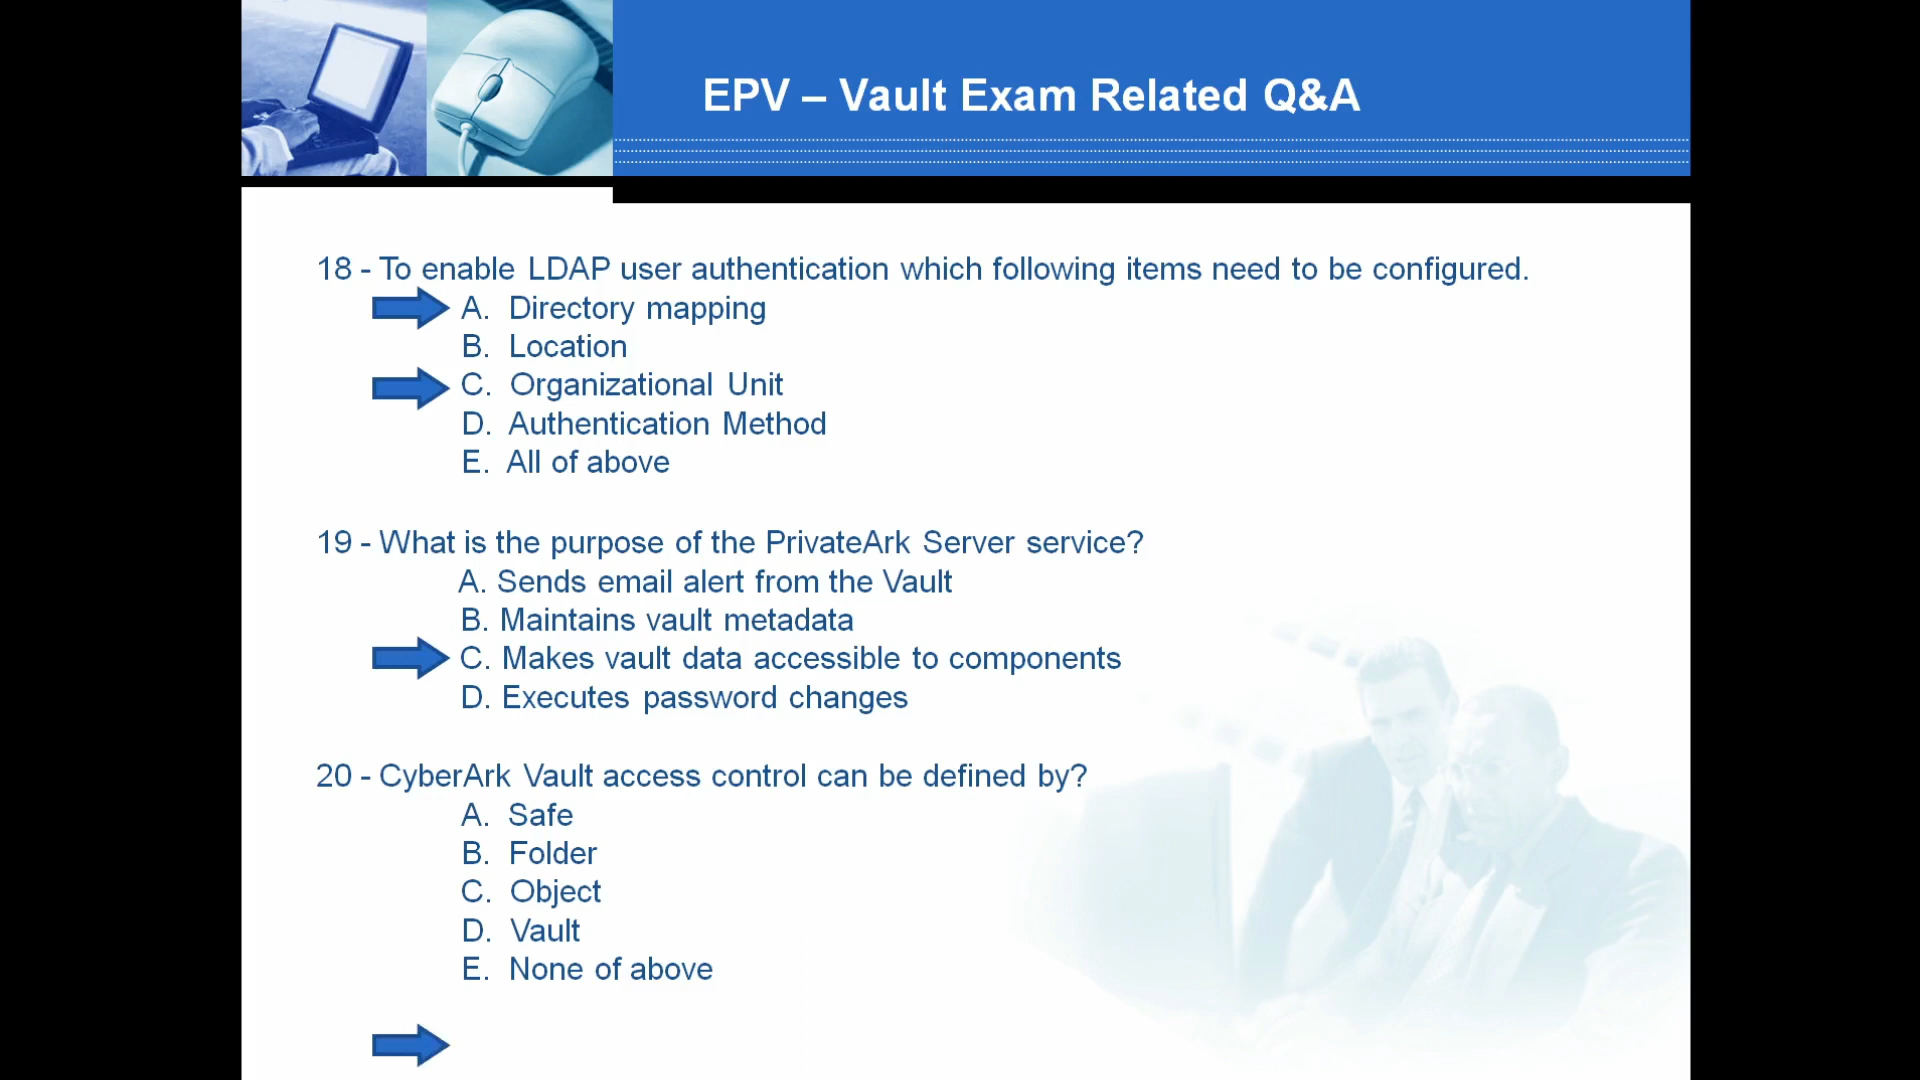 EPV – Vault Exam Related Q&A
18 - To enable LDAP user authentication which following items need to be configured.
A. Directory mapping
B. Location
C. Organizational Unit
D. Authentication Method
E. All of above
19 - What is the purpose of the PrivateArk Server service?
A. Sends email alert from the Vault
B. Maintains vault metadata
C. Makes vault data accessible to components
D. Executes password changes
20 - CyberArk Vault access control can be defined by?
A. Safe
B. Folder
C. Object
D. Vault
E. None of above